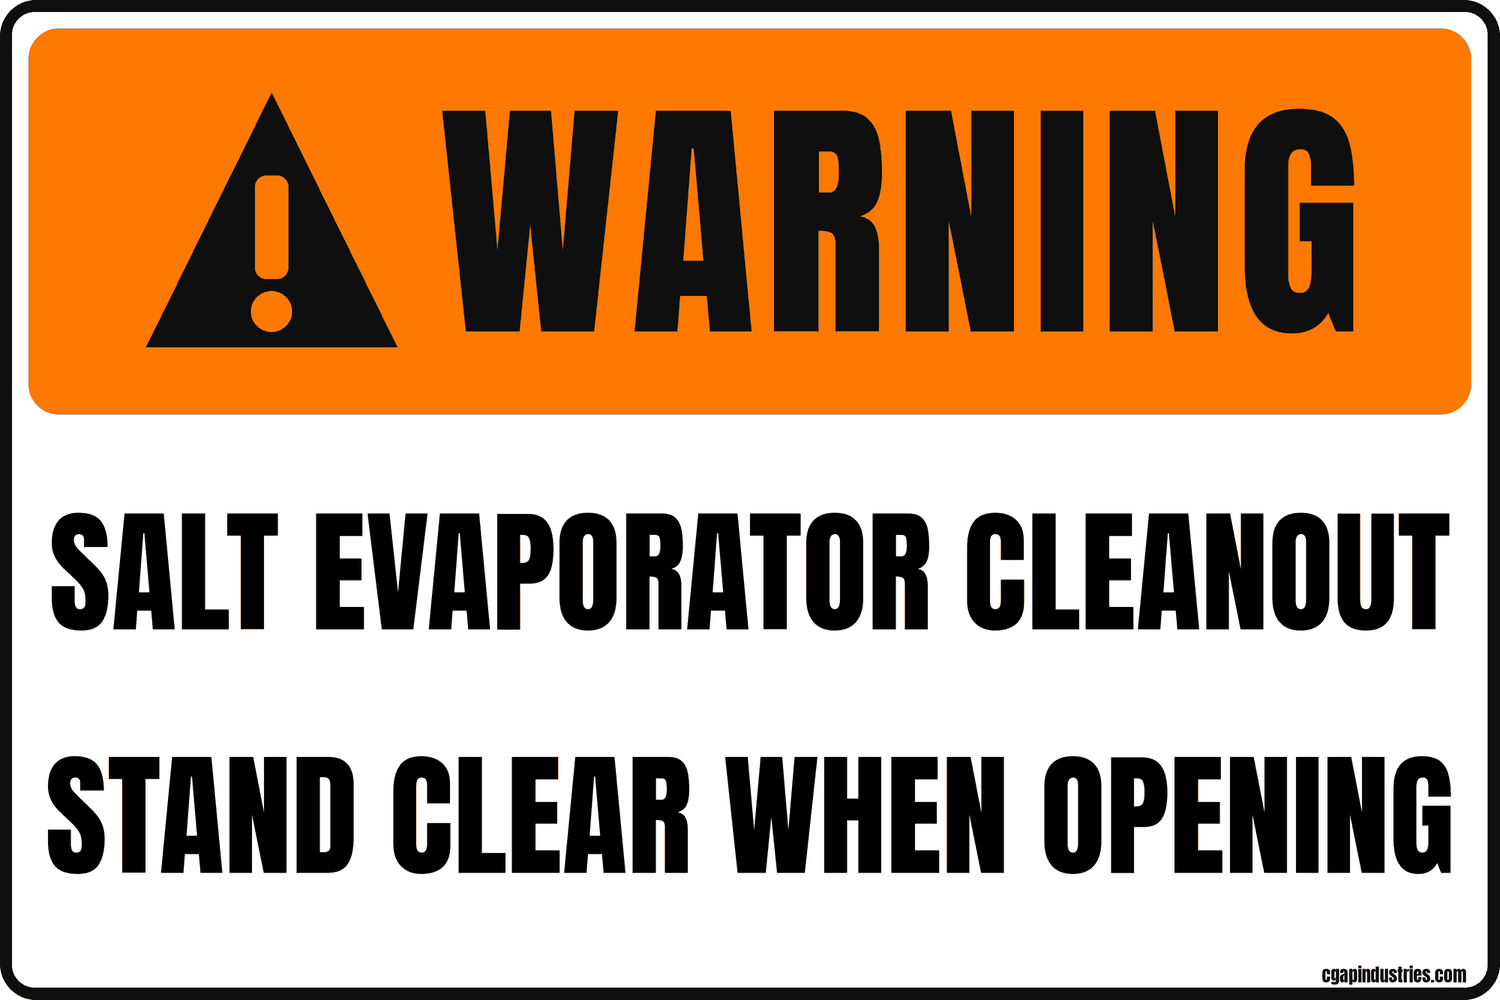 WARNING
SALT EVAPORATOR CLEANOUT
STAND CLEAR WHEN OPENING
cgapindustries.com